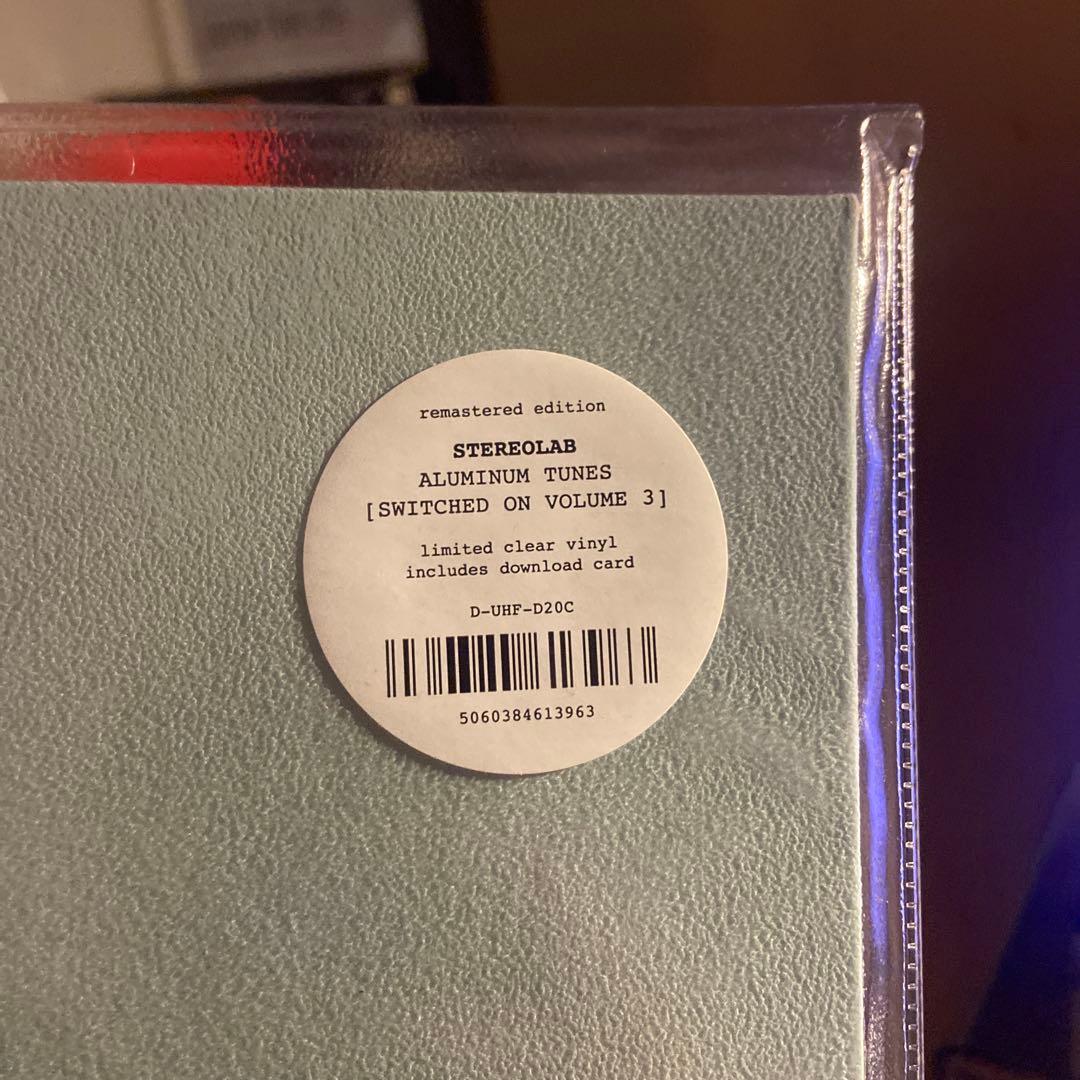 remastered edition
STEREOLAB
ALUMINUM TUNES
[SWITCHED ON VOLUME 3]
limited clear vinyl
includes download card
D-UHF-D20C
5060384613963